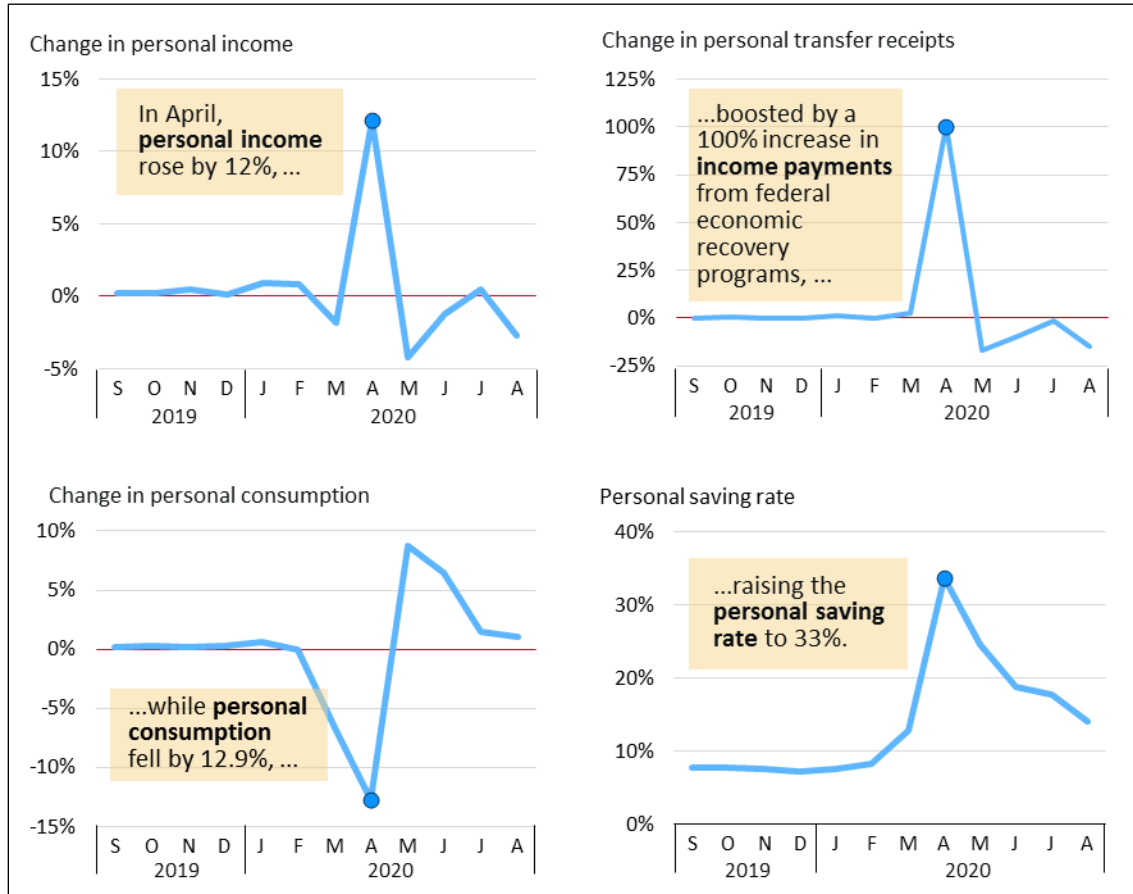 Change in personal income
15%
10%
5%
0%
-5%
In April,
personal income
rose by 12%, ...
S O N D J F M A M J J A
2019 2020
Change in personal transfer receipts
125%
100%
75%
50%
25%
0%
-25%
...boosted by a
100% increase in
income payments
from federal
economic
recovery
programs, ...
S O N D J F M A M J J A
2019 2020
Change in personal consumption
10%
5%
0%
-5%
-10%
-15%
...while personal
consumption
fell by 12.9%, ...
S O N D J F M A M J J A
2019 2020
Personal saving rate
40%
30%
20%
10%
0%
...raising the
personal saving
rate to 33%.
S O N D J F M A M J J A
2019 2020